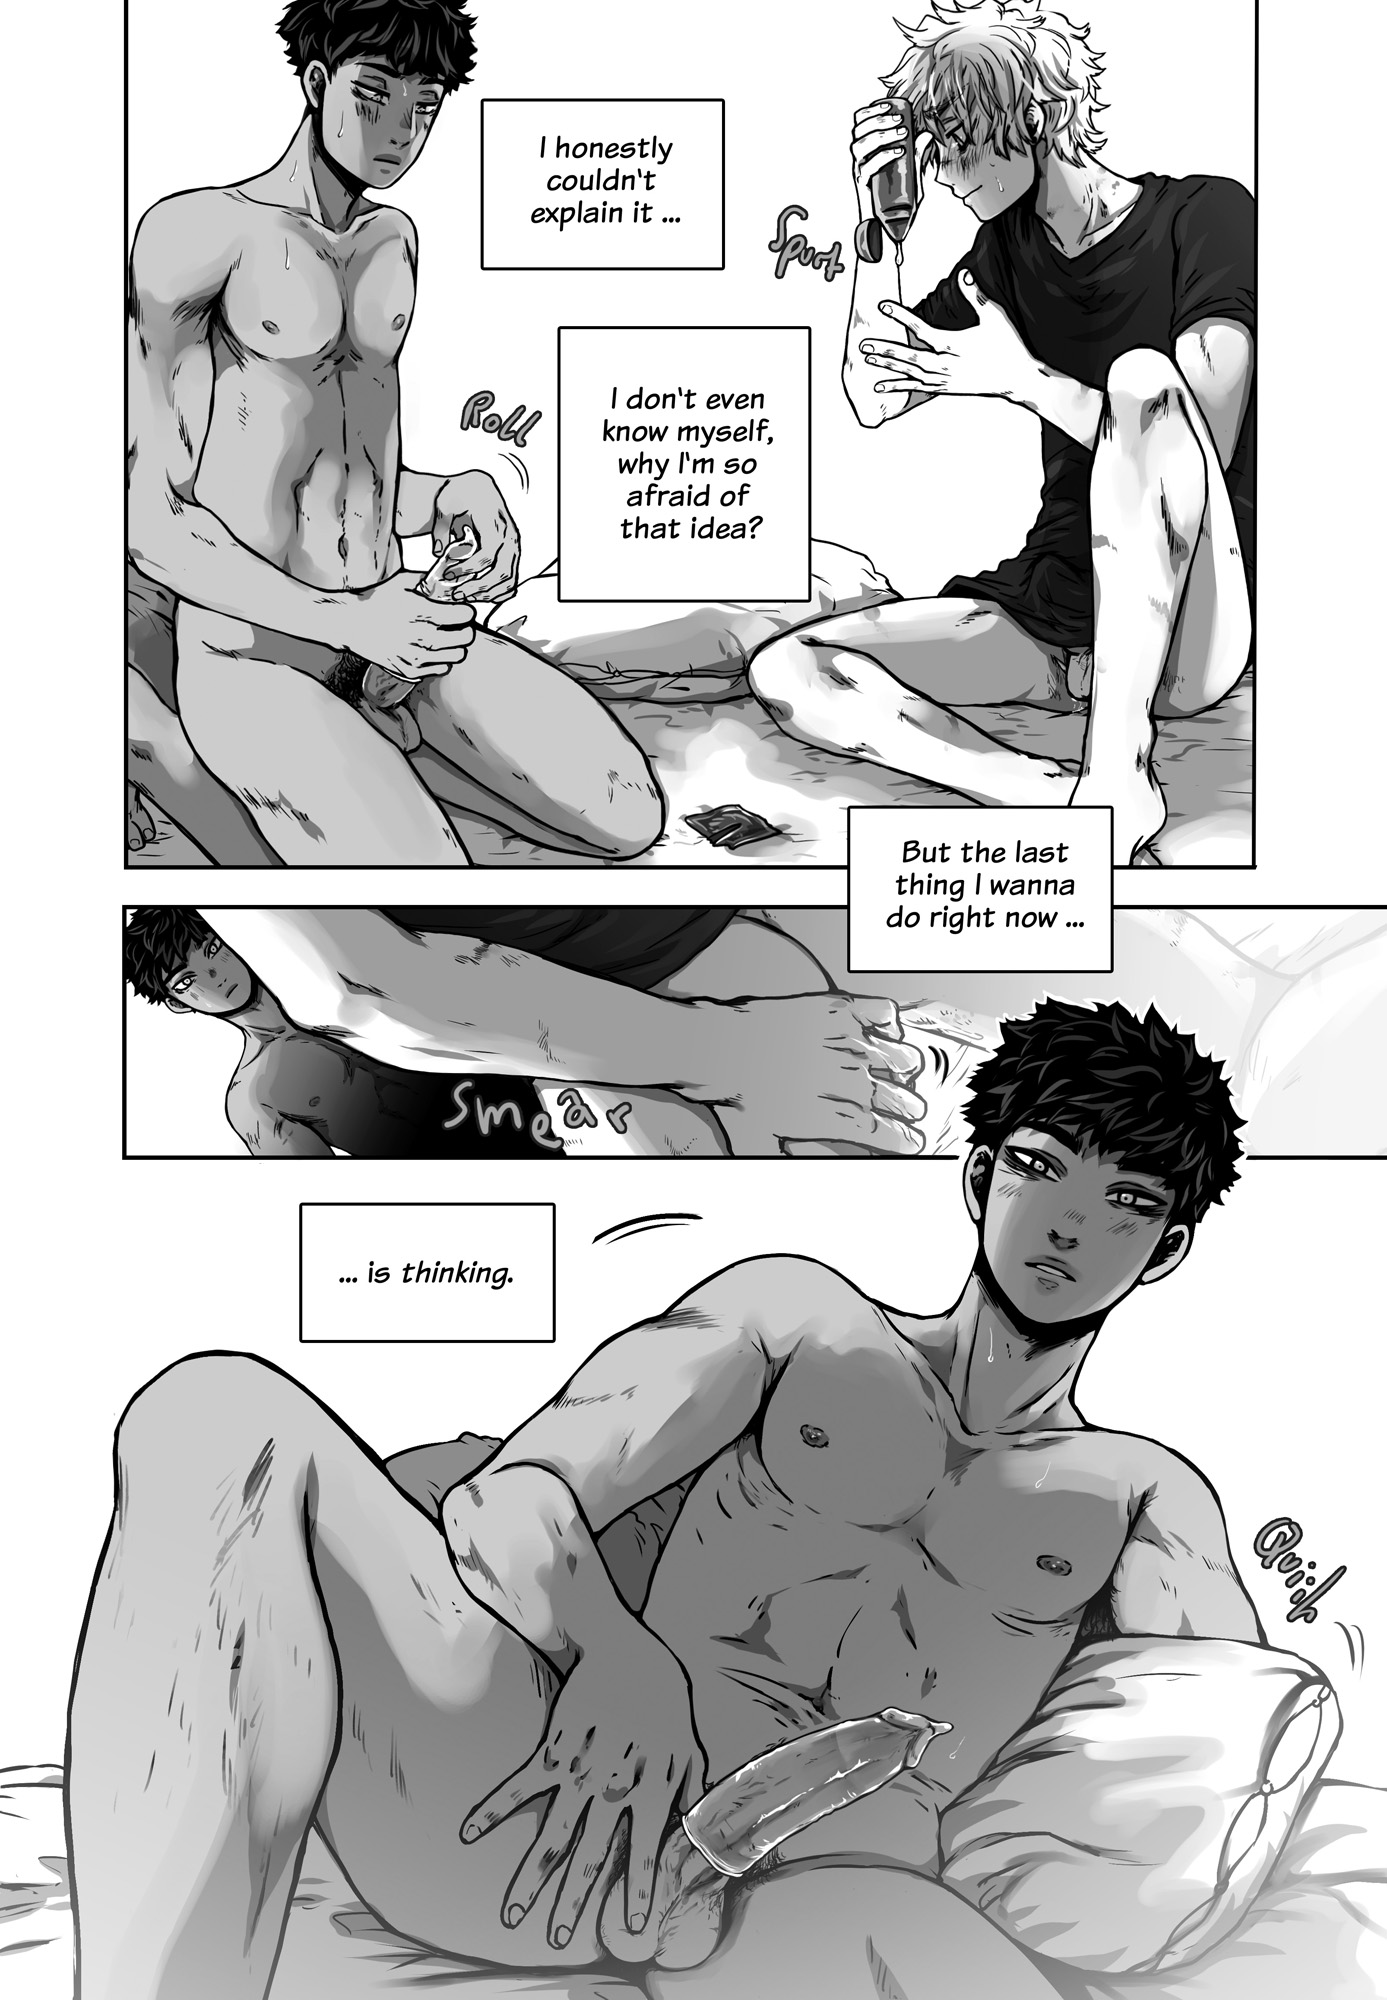 I honestly
couldn't
explain it ...
Spurt
I don't even
know myself,
why I'm so
afraid of
that idea?
Roll
But the last
thing I wanna
do right now ...
Smear
... is thinking.
Quiih